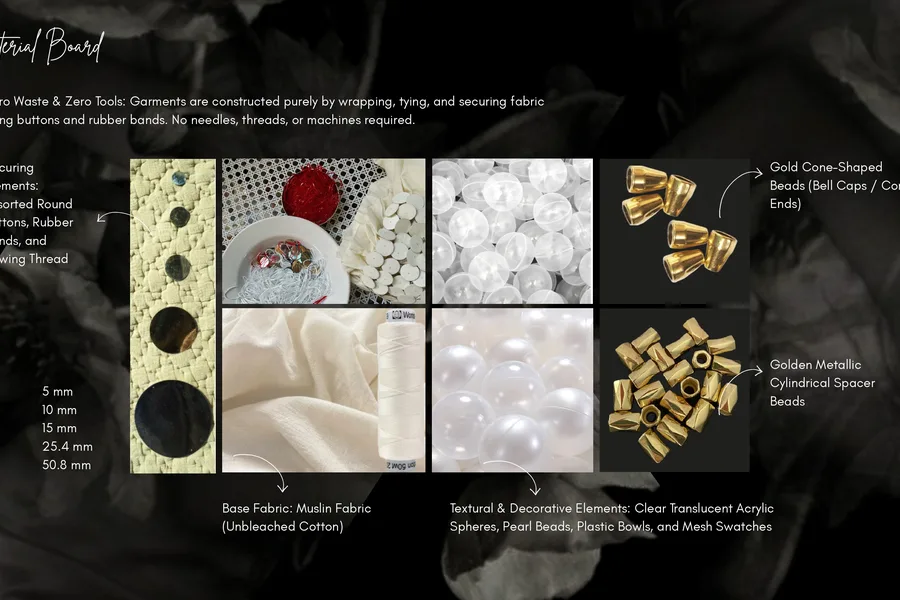 terial Board
ro Waste & Zero Tools: Garments are constructed purely by wrapping, tying, and securing fabric
ng buttons and rubber bands. No needles, threads, or machines required.
curing
ements:
sorted Round
ttons, Rubber
nds, and
wing Thread
5 mm
10 mm
15 mm
25.4 mm
50.8 mm
Gold Cone-Shaped
Beads (Bell Caps / Co
Ends)
Golden Metallic
Cylindrical Spacer
Beads
Base Fabric: Muslin Fabric
(Unbleached Cotton)
Textural & Decorative Elements: Clear Translucent Acrylic
Spheres, Pearl Beads, Plastic Bowls, and Mesh Swatches